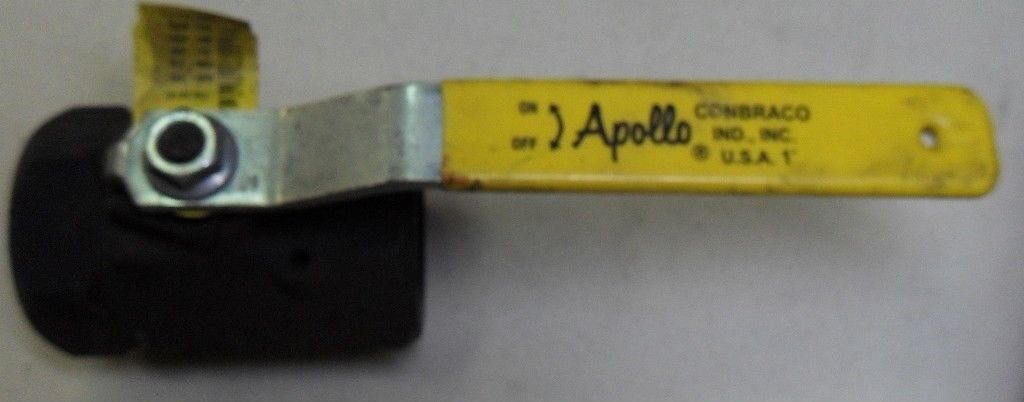 ON
OFF
Apollo ®
CONBRACO
IND., INC.
U.S.A. 1"